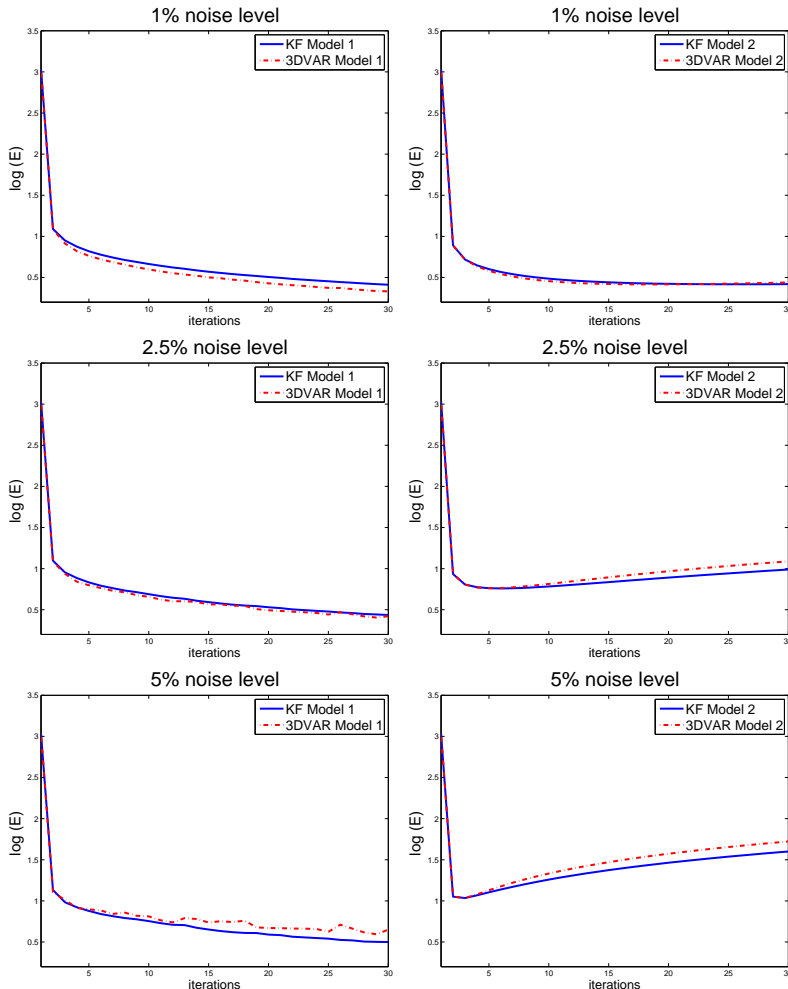 1% noise level
KF Model 1
3DVAR Model 1
3.5
3
2.5
2
1.5
1
0.5
log (E)
5
10
15
20
25
30
iterations
1% noise level
KF Model 2
3DVAR Model 2
3.5
3
2.5
2
1.5
1
0.5
log (E)
5
10
15
20
25
30
iterations
2.5% noise level
KF Model 1
3DVAR Model 1
3.5
3
2.5
2
1.5
1
0.5
log (E)
5
10
15
20
25
30
iterations
2.5% noise level
KF Model 2
3DVAR Model 2
3.5
3
2.5
2
1.5
1
0.5
log (E)
5
10
15
20
25
30
iterations
5% noise level
KF Model 1
3DVAR Model 1
3.5
3
2.5
2
1.5
1
0.5
log (E)
5
10
15
20
25
30
iterations
5% noise level
KF Model 2
3DVAR Model 2
3.5
3
2.5
2
1.5
1
0.5
log (E)
5
10
15
20
25
30
iterations